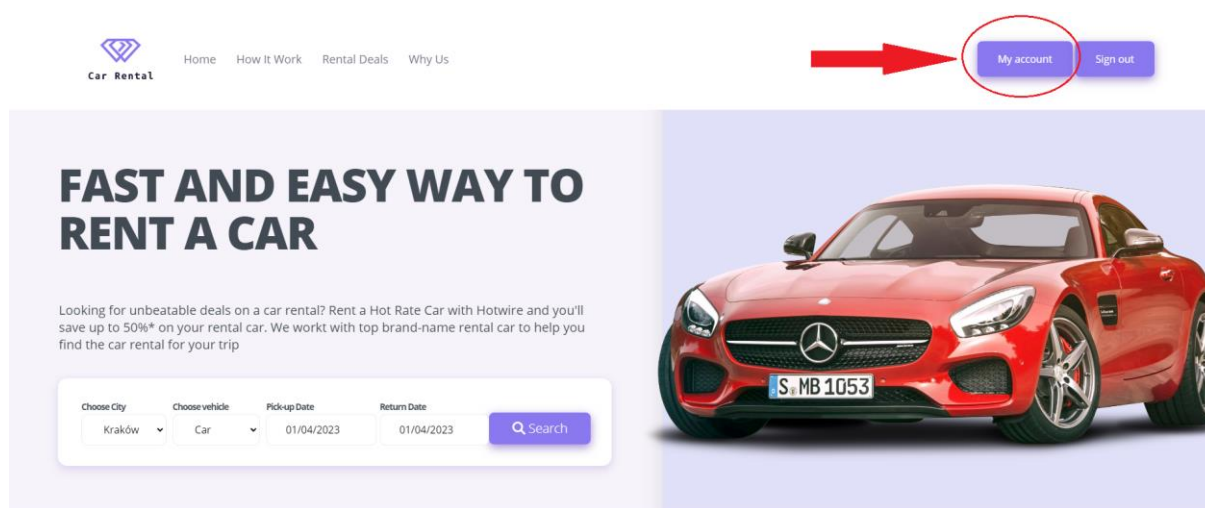 Car Rental
Home How It Work Rental Deals Why Us
My account Sign out
FAST AND EASY WAY TO
RENT A CAR
Looking for unbeatable deals on a car rental? Rent a Hot Rate Car with Hotwire and you'll
save up to 50%* on your rental car. We workt with top brand-name rental car to help you
find the car rental for your trip
Choose City Choose vehicle Pick-up Date Return Date
Kraków Car 01/04/2023 01/04/2023 Search
S MB 1053